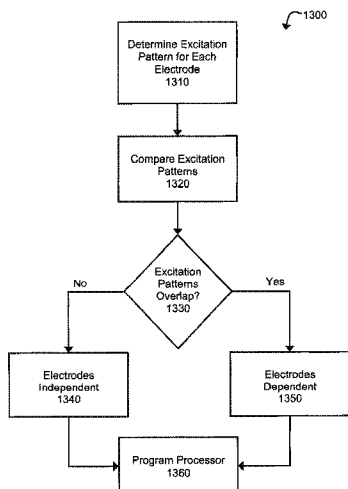 1300
Determine Excitation
Pattern for Each
Electrode
1310
Compare Excitation
Patterns
1320
Excitation
Patterns
Overlap?
1330
No
Yes
Electrodes
Independent
1340
Electrodes
Dependent
1350
Program Processor
1360